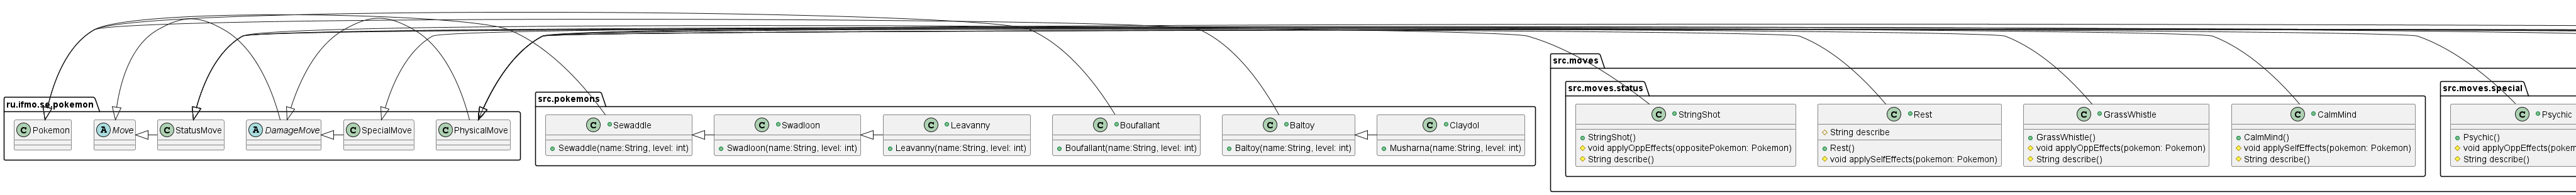 ru.ifmo.se.pokemon
C Pokemon
A Move
C StatusMove
A DamageMove
C SpecialMove
C PhysicalMove
src.pokemons
C Sewaddle
Sewaddle(name:String, level: int)
C Swadloon
Swadloon(name:String, level: int)
C Leavanny
Leavanny(name:String, level: int)
C Boufallant
Boufallant(name:String, level: int)
C Baltoy
Baltoy(name:String, level: int)
C Claydol
Musharna(name:String, level: int)
src.moves
src.moves.status
C StringShot
StringShot()
void applyOppEffects(oppositePokemon: Pokemon)
String describe()
C Rest
String describe
Rest()
void applySelfEffects(pokemon: Pokemon)
C GrassWhistle
GrassWhistle()
void applyOppEffects(pokemon: Pokemon)
String describe()
C CalmMind
CalmMind()
void applySelfEffects(pokemon: Pokemon)
String describe()
src.moves.special
C Psychic
Psychic()
void applyOppEffects(pokem
String describe()